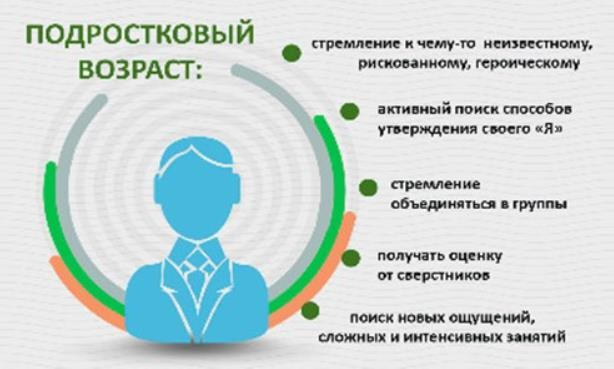 ПОДРОСТКОВЫЙ
ВОЗРАСТ:
стремление к чему-то неизвестному,
рискованному, героическому
активный поиск способов
утверждения своего «Я»
стремление
объединяться в группы
получать оценку
от сверстников
поиск новых ощущений,
сложных и интенсивных занятий